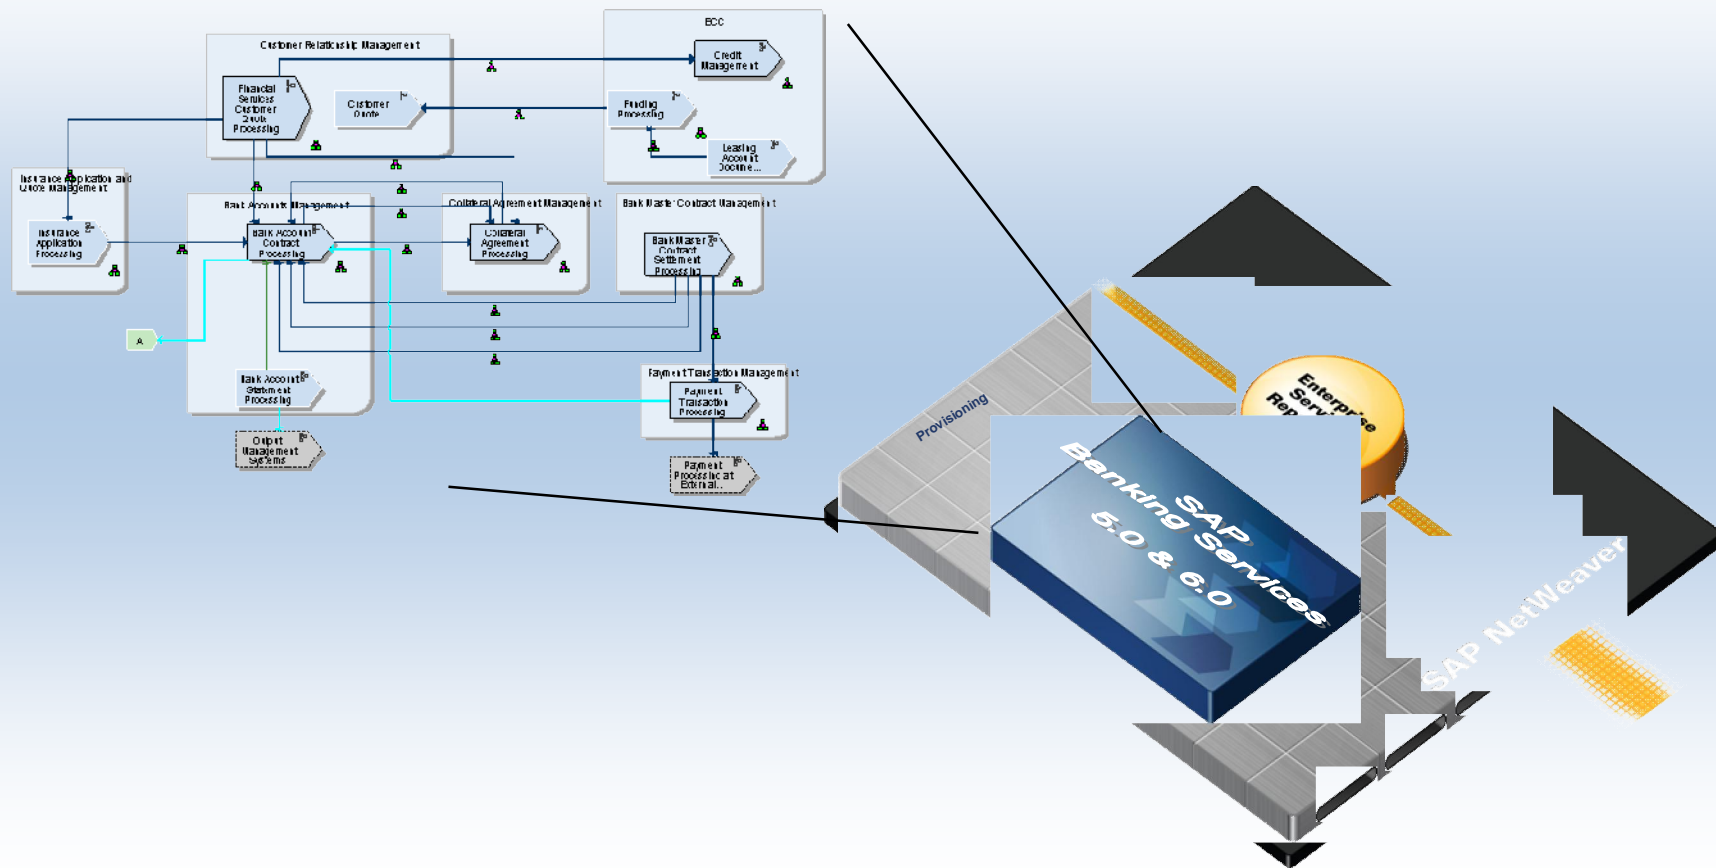 ECC
Customer Relationship Management
Credit
Management
Financial
Services
Customer
Quote
Processing
Customer
Quote
Funding
Processing
Leasing
Account
Docume...
Insurance Application and
Quote Management
Bank Accounts Management
Collateral Agreement Management
Bank Master Contract Management
Insurance
Application
Processing
Bank Account
Contract
Processing
Collateral
Agreement
Processing
Bank Master
Contract
Settlement
Processing
A
Bank Account
Statement
Processing
Payment Transaction Management
Payment
Transaction
Processing
Output
Management
Systems
Payment
Processing at
External...
Provisioning
Enterprise
SAP
Banking Services
5.0 & 6.0
SAP NetWeaver